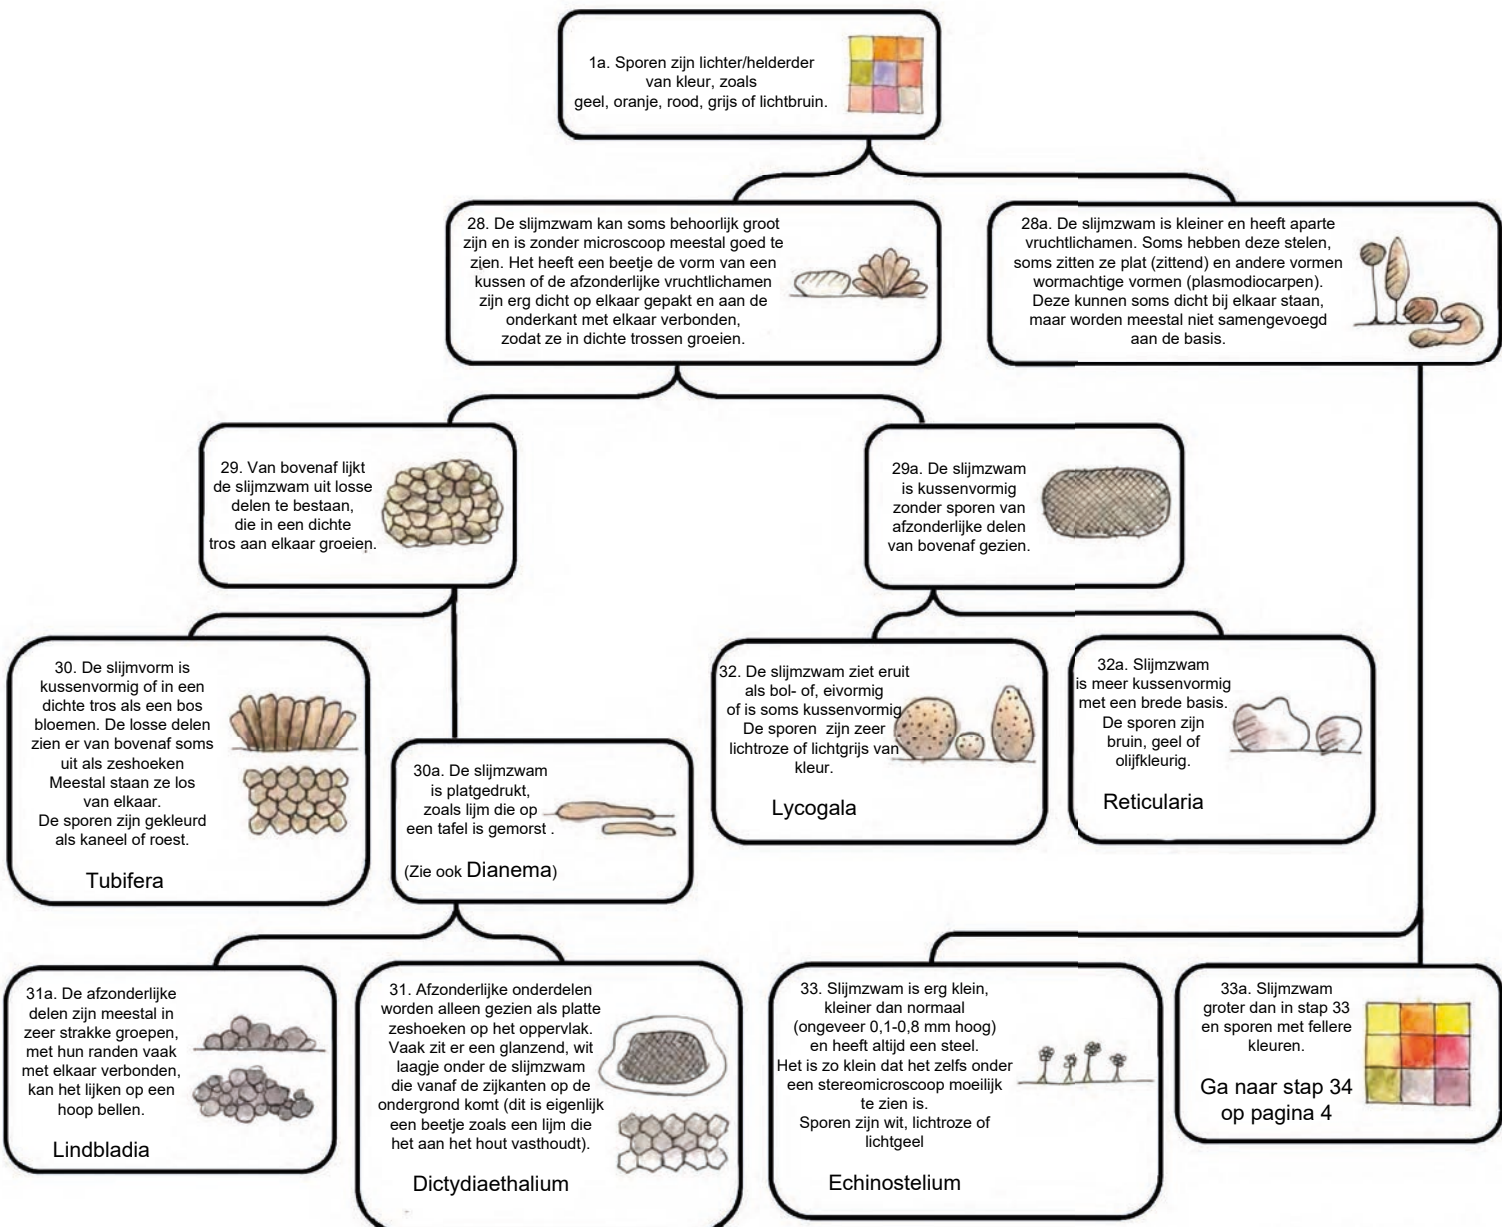 1a. Sporen zijn lichter/helderder
van kleur, zoals
geel, oranje, rood, grijs of lichtbruin.
28. De slijmzwam kan soms behoorlijk groot
zijn en is zonder microscoop meestal goed te
zien. Het heeft een beetje de vorm van een
kussen of de afzonderlijke vruchtlichamen
zijn erg dicht op elkaar gepakt en aan de
onderkant met elkaar verbonden,
zodat ze in dichte trossen groeien.
28a. De slijmzwam is kleiner en heeft aparte
vruchtlichamen. Soms hebben deze stelen,
soms zitten ze plat (zittend) en andere vormen
wormachtige vormen (plasmodiocarpen).
Deze kunnen soms dicht bij elkaar staan,
maar worden meestal niet samengevoegd
aan de basis.
29. Van bovenaf lijkt
de slijmzwam uit losse
delen te bestaan,
die in een dichte
tros aan elkaar groeien.
29a. De slijmzwam
is kussenvormig
zonder sporen van
afzonderlijke delen
van bovenaf gezien.
30. De slijmvorm is
kussenvormig of in een
dichte tros als een bos
bloemen. De losse delen
zien er van bovenaf soms
uit als zeshoeken
Meestal staan ze los
van elkaar.
De sporen zijn gekleurd
als kaneel of roest.
Tubifera
30a. De slijmzwam
is platgedrukt,
zoals lijm die op
een tafel is gemorst .
(Zie ook Dianema)
32. De slijmzwam ziet eruit
als bol- of, eivormig
of is soms kussenvormig
De sporen zijn zeer
lichtroze of lichtgrijs van
kleur.
Lycogala
32a. Slijmzwam
is meer kussenvormig
met een brede basis.
De sporen zijn
bruin, geel of
olijfkleurig.
Reticularia
31a. De afzonderlijke
delen zijn meestal in
zeer strakke groepen,
met hun randen vaak
met elkaar verbonden,
kan het lijken op een
hoop bellen.
Lindbladia
31. Afzonderlijke onderdelen
worden alleen gezien als platte
zeshoeken op het oppervlak.
Vaak zit er een glanzend, wit
laagje onder de slijmzwam
die vanaf de zijkanten op de
ondergrond komt (dit is eigenlijk
een beetje zoals een lijm die
het aan het hout vasthoudt).
Dictydiaethalium
33. Slijmzwam is erg klein,
kleiner dan normaal
(ongeveer 0,1-0,8 mm hoog)
en heeft altijd een steel.
Het is zo klein dat het zelfs onder
een stereomicroscoop moeilijk
te zien is.
Sporen zijn wit, lichtroze of
lichtgeel
Echinostelium
33a. Slijmzwam
groter dan in stap 33
en sporen met fellere
kleuren.
Ga naar stap 34
op pagina 4